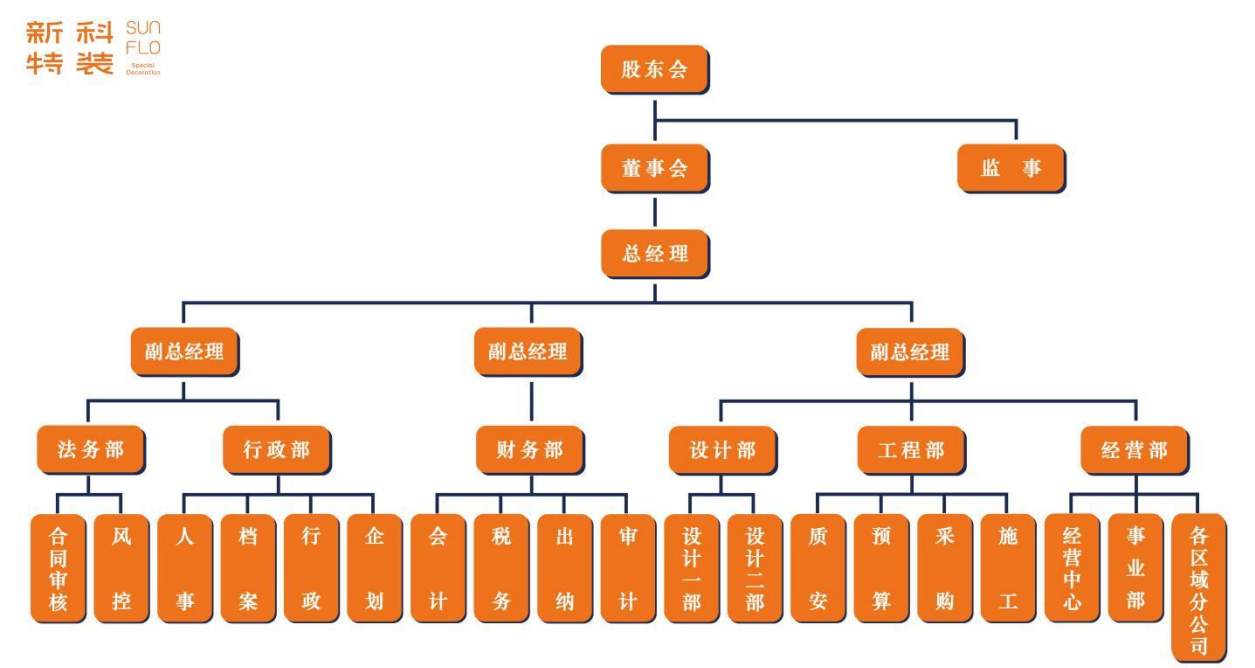 新科 SUN
特装 FLO
Special
Decoration
股东会
董事会
监事
总经理
副总经理
副总经理
副总经理
法务部
行政部
财务部
设计部
工程部
经营部
合同审核
风控
人事
档案
行政
企划
会计
税务
出纳
审计
设计一部
设计二部
质安
预算
采购
施工
经营中心
事业部
各区域分公司